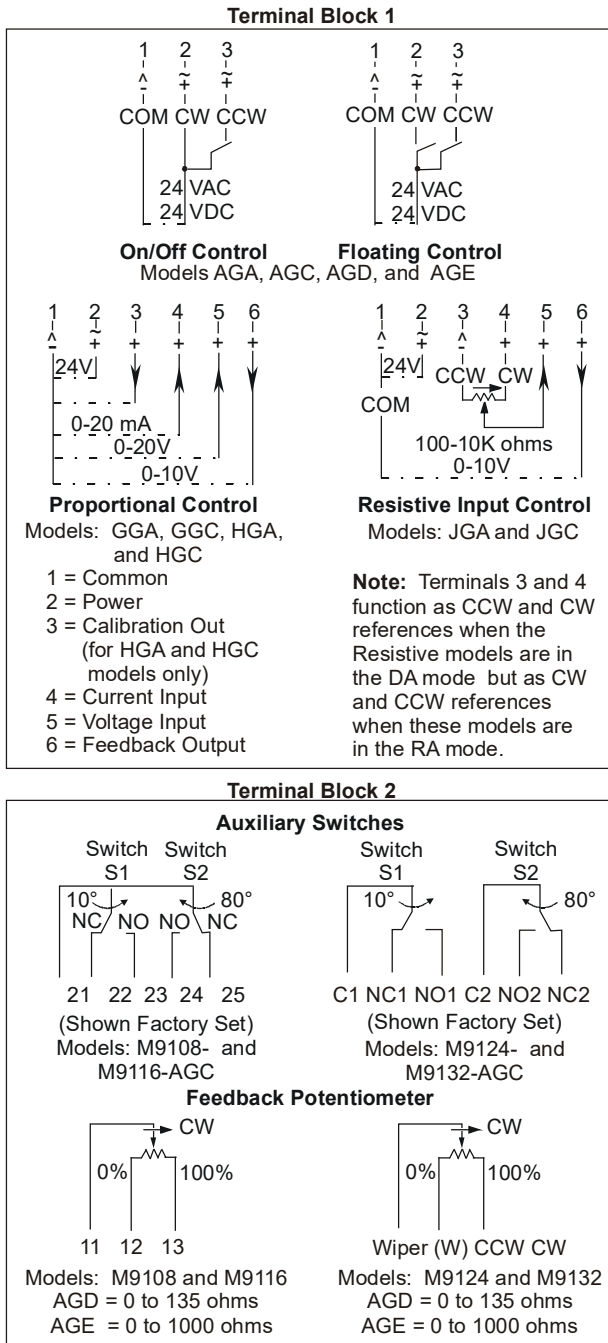 Terminal Block 1
1 2 3
1 2 3
COM CW CCW
COM CW CCW
24 VAC
24 VDC
24 VAC
24 VDC
On/Off Control
Floating Control
Models AGA, AGC, AGD, and AGE
1 2 3 4 5 6
24V
0-20 mA
0-20V
0-10V
Proportional Control
Models: GGA, GGC, HGA,
and HGC
1 = Common
2 = Power
3 = Calibration Out
(for HGA and HGC
models only)
4 = Current Input
5 = Voltage Input
6 = Feedback Output
1 2 3 4 5 6
24V
CCW CW
COM
100-10K ohms
0-10V
Resistive Input Control
Models: JGA and JGC
Note: Terminals 3 and 4
function as CCW and CW
references when the
Resistive models are in
the DA mode but as CW
and CCW references
when these models are
in the RA mode.
Terminal Block 2
Auxiliary Switches
Switch Switch
S1 S2
10° 80°
NC NO NO NC
21 22 23 24 25
(Shown Factory Set)
Models: M9108- and
M9116-AGC
Switch Switch
S1 S2
10° 80°
C1 NC1 NO1 C2 NO2 NC2
(Shown Factory Set)
Models: M9124- and
M9132-AGC
Feedback Potentiometer
CW
0% 100%
11 12 13
Models: M9108 and M9116
AGD = 0 to 135 ohms
AGE = 0 to 1000 ohms
CW
0% 100%
Wiper (W) CCW CW
Models: M9124 and M9132
AGD = 0 to 135 ohms
AGE = 0 to 1000 ohms